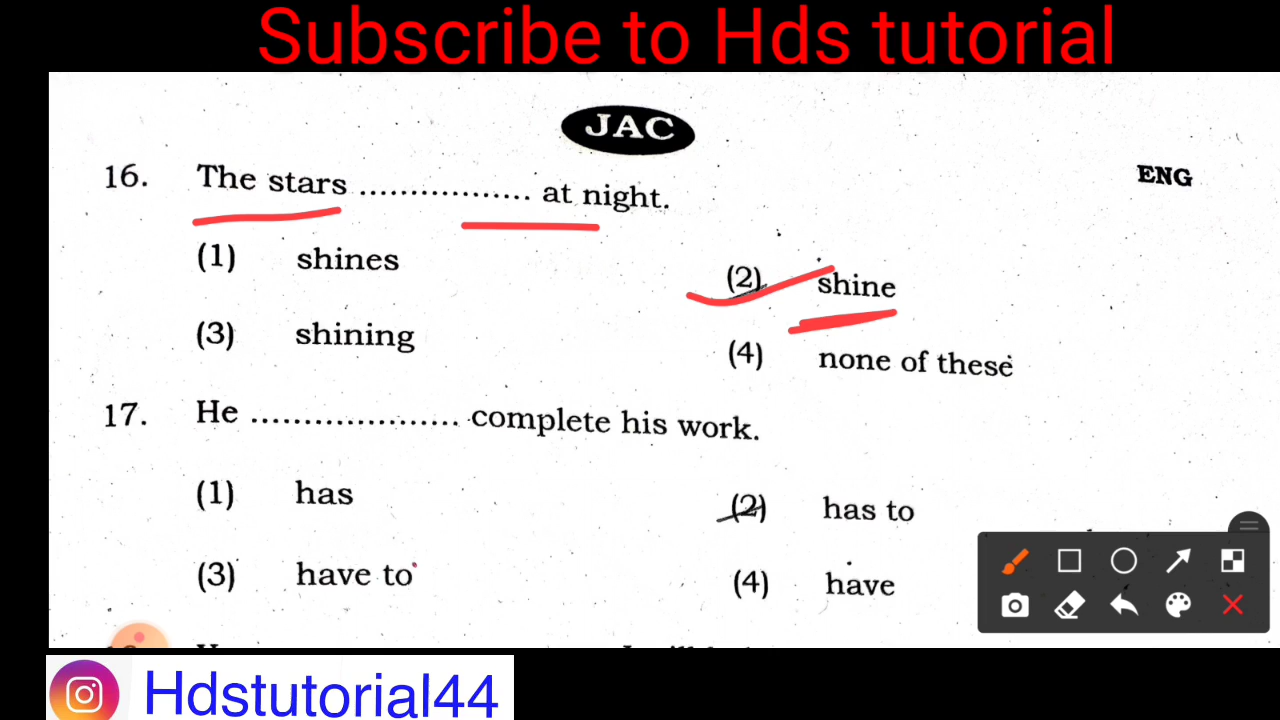 Subscribe to Hds tutorial
JAC
ENG
16. The stars ................. at night.
(1) shines
(2) shine
(3) shining
(4) none of these
17. He .................... complete his work.
(1) has
(2) has to
(3) have to
(4) have
Hdstutorial44